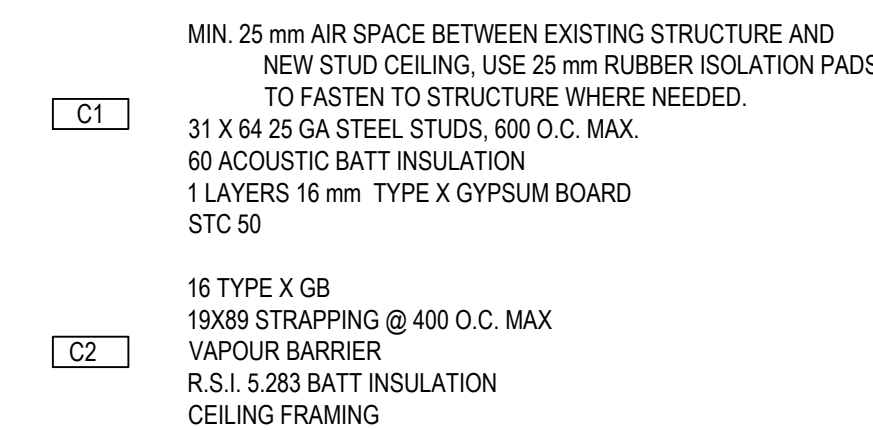 MIN. 25 mm AIR SPACE BETWEEN EXISTING STRUCTURE AND
NEW STUD CEILING, USE 25 mm RUBBER ISOLATION PADS
TO FASTEN TO STRUCTURE WHERE NEEDED.
C1
31 X 64 25 GA STEEL STUDS, 600 O.C. MAX.
60 ACOUSTIC BATT INSULATION
1 LAYERS 16 mm TYPE X GYPSUM BOARD
STC 50
16 TYPE X GB
19X89 STRAPPING @ 400 O.C. MAX
C2
VAPOUR BARRIER
R.S.I. 5.283 BATT INSULATION
CEILING FRAMING